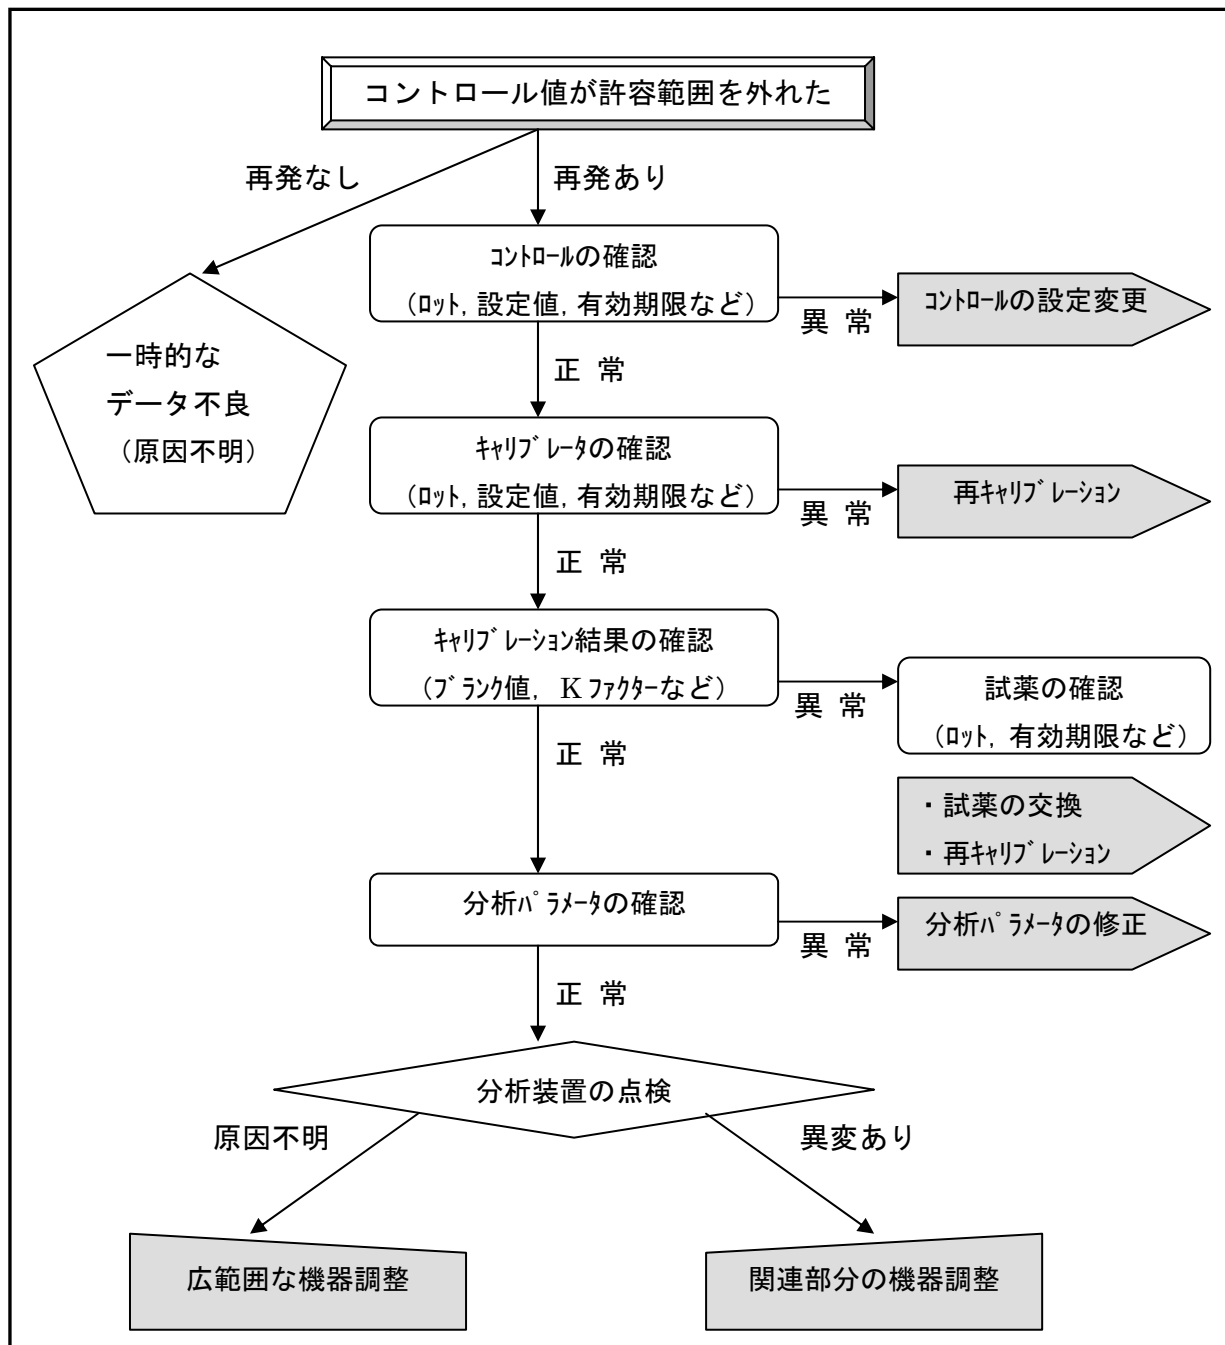 コントロール値が許容範囲を外れた
再発なし
再発あり
ｺﾝﾄﾛｰﾙの確認
（ﾛｯﾄ, 設定値, 有効期限など）
異 常
ｺﾝﾄﾛｰﾙの設定変更
一時的な
データ不良
（原因不明）
正 常
ｷｬﾘﾌﾞﾚｰﾀの確認
（ﾛｯﾄ, 設定値, 有効期限など）
異 常
再ｷｬﾘﾌﾞﾚｰｼｮﾝ
正 常
ｷｬﾘﾌﾞﾚｰｼｮﾝ結果の確認
（ﾌﾞﾗﾝｸ値, Ｋﾌｧｸﾀｰなど）
異 常
試薬の確認
（ﾛｯﾄ, 有効期限など）
正 常
・試薬の交換
・再ｷｬﾘﾌﾞﾚｰｼｮﾝ
分析ﾊﾟﾗﾒｰﾀの確認
異 常
分析ﾊﾟﾗﾒｰﾀの修正
正 常
分析装置の点検
原因不明
異変あり
広範囲な機器調整
関連部分の機器調整